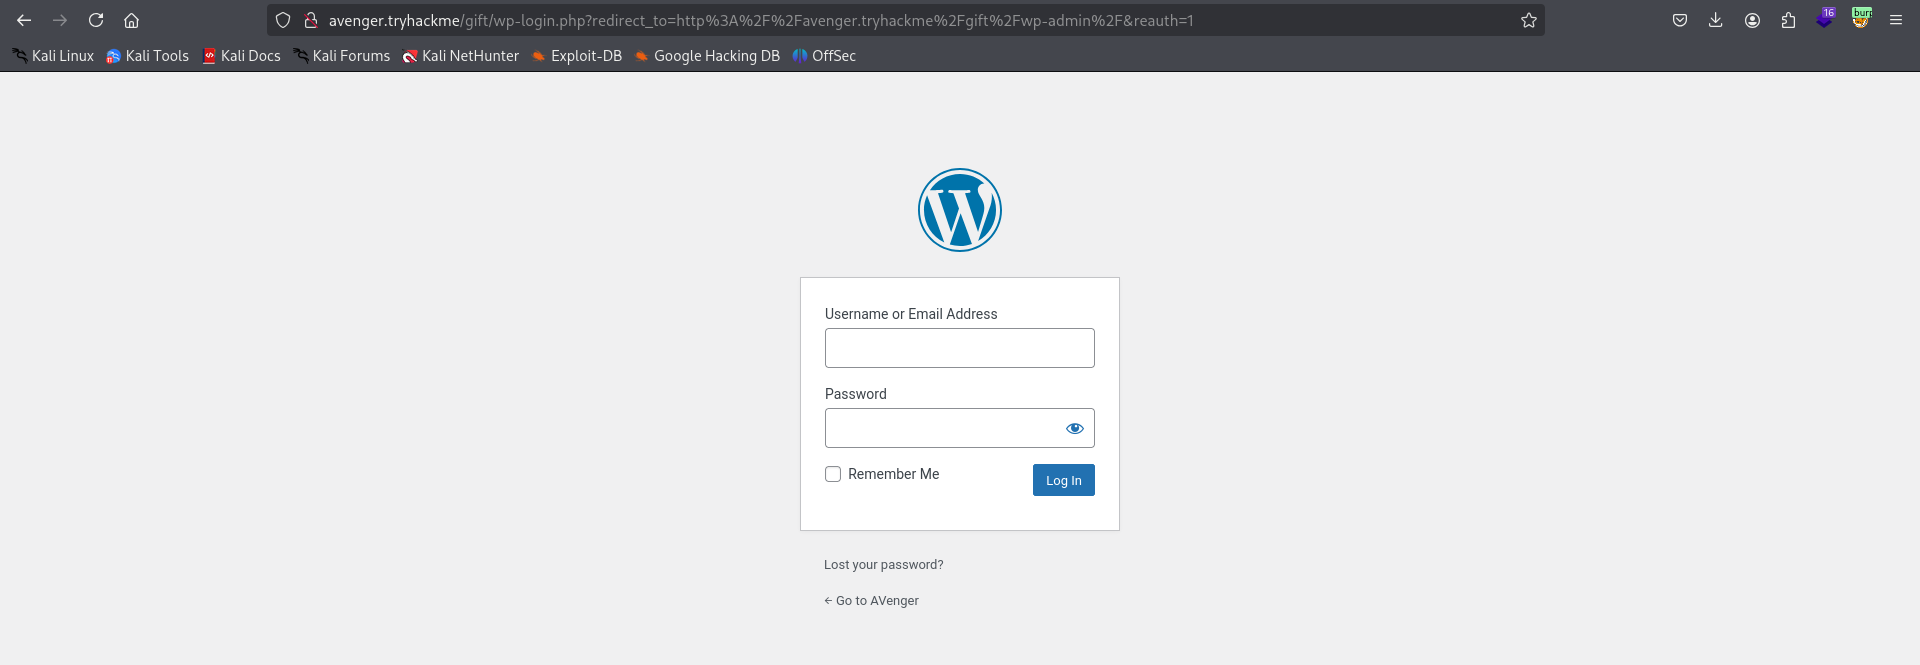 avenger.tryhackme/gift/wp-login.php?redirect_to=http%3A%2F%2Favenger.tryhackme%2Fgift%2Fwp-admin%2F&reauth=1
16
burp
Kali Linux Kali Tools Kali Docs Kali Forums Kali NetHunter Exploit-DB Google Hacking DB OffSec
Username or Email Address
Password
Remember Me
Log In
Lost your password?
← Go to AVenger